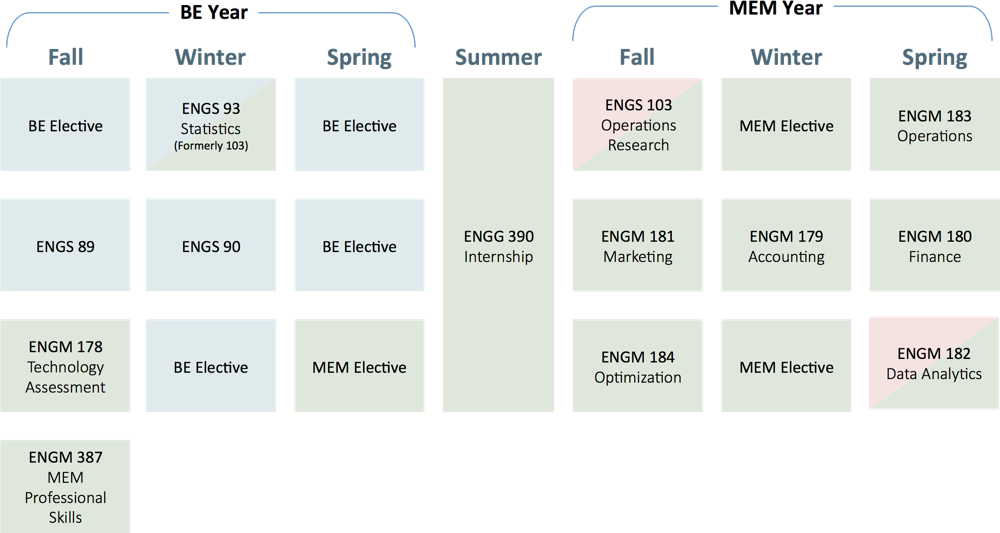 BE Year
MEM Year
Fall
Winter
Spring
Summer
Fall
Winter
Spring
BE Elective
ENGS 93
Statistics
(Formerly 103)
BE Elective
ENGS 103
Operations
Research
MEM Elective
ENGM 183
Operations
ENGS 89
ENGS 90
BE Elective
ENGG 390
Internship
ENGM 181
Marketing
ENGM 179
Accounting
ENGM 180
Finance
ENGM 178
Technology
Assessment
BE Elective
MEM Elective
ENGM 184
Optimization
MEM Elective
ENGM 182
Data Analytics
ENGM 387
MEM
Professional
Skills